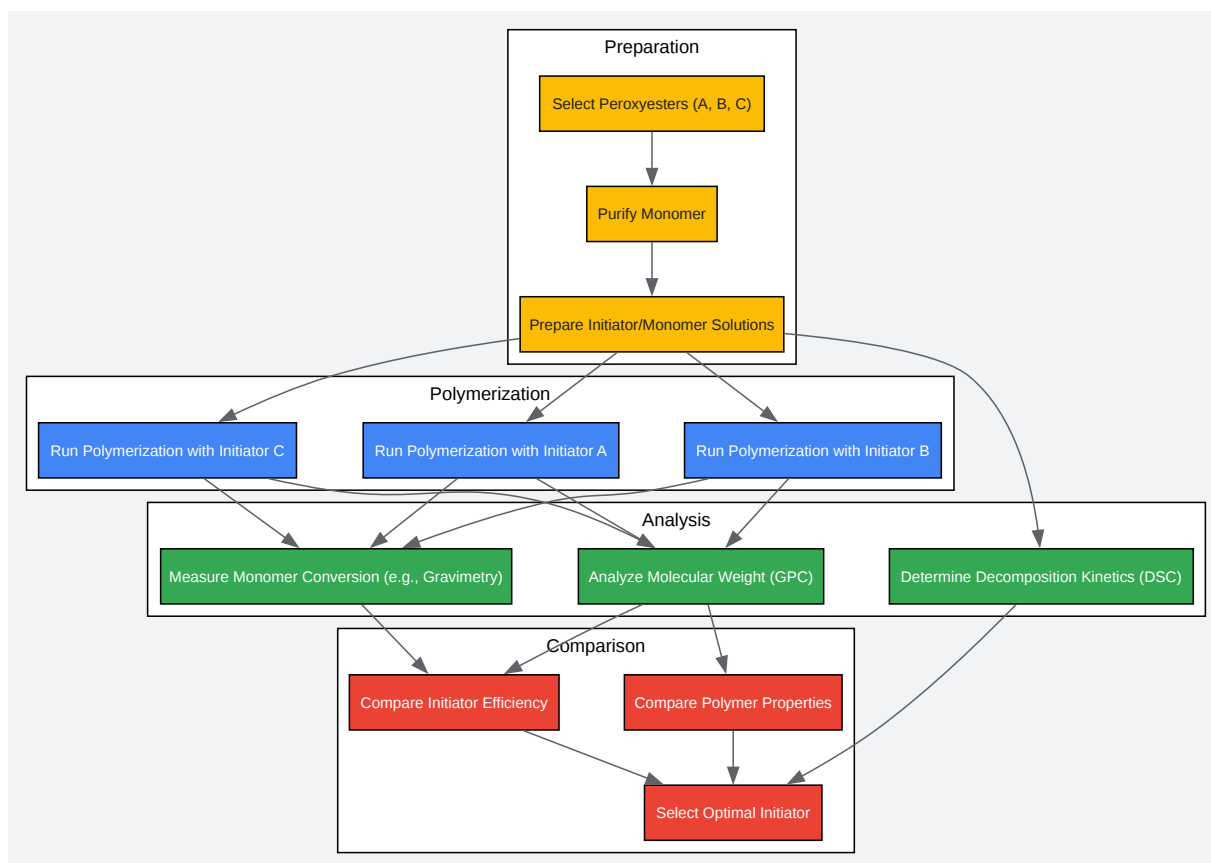 Preparation
Select Peroxyesters (A, B, C)
Purify Monomer
Prepare Initiator/Monomer Solutions
Polymerization
Run Polymerization with Initiator C
Run Polymerization with Initiator A
Run Polymerization with Initiator B
Analysis
Measure Monomer Conversion (e.g., Gravimetry)
Analyze Molecular Weight (GPC)
Determine Decomposition Kinetics (DSC)
Comparison
Compare Initiator Efficiency
Compare Polymer Properties
Select Optimal Initiator